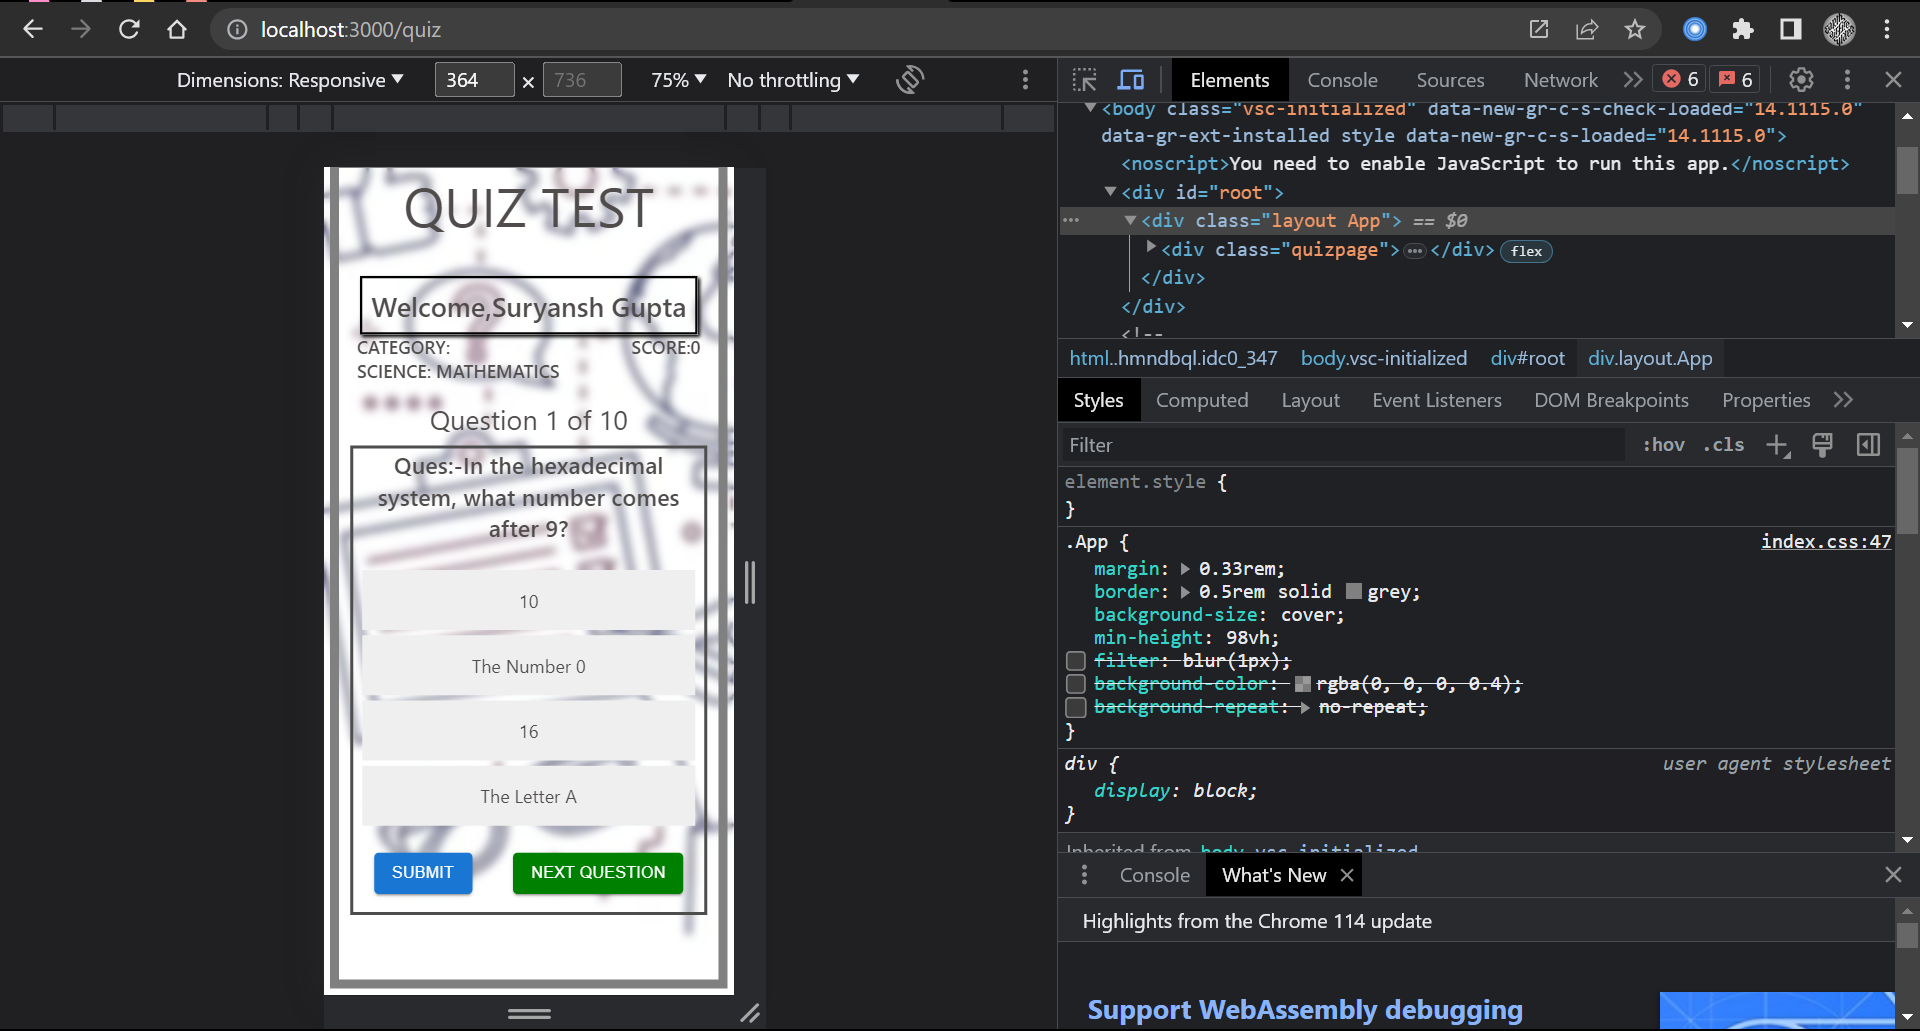 localhost:3000/quiz
Dimensions: Responsive 364 × 736 75% No throttling
QUIZ TEST
Welcome,Suryansh Gupta
CATEGORY: SCORE:0
SCIENCE: MATHEMATICS
Question 1 of 10
Ques:-In the hexadecimal
system, what number comes
after 9?
10
The Number 0
16
The Letter A
SUBMIT NEXT QUESTION
Elements Console Sources Network 6 6
<body class="vsc-initialized" data-new-gr-c-s-check-loaded="14.1115.0"
data-gr-ext-installed style data-new-gr-c-s-loaded="14.1115.0">
<noscript>You need to enable JavaScript to run this app.</noscript>
<div id="root">
<div class="layout App"> == $0
<div class="quizpage"> </div> flex
</div>
</div>
<!--
html..hmndbql.idc0_347 body.vsc-initialized div#root div.layout.App
Styles Computed Layout Event Listeners DOM Breakpoints Properties
Filter :hov .cls
element.style {
}
.App { index.css:47
margin: 0.33rem;
border: 0.5rem solid grey;
background-size: cover;
min-height: 98vh;
filter: blur(1px);
background-color: rgba(0, 0, 0, 0.4);
background-repeat: no-repeat;
}
div { user agent stylesheet
display: block;
}
Inherited from body.vsc-initialized
Console What's New
Highlights from the Chrome 114 update
Support WebAssembly debugging